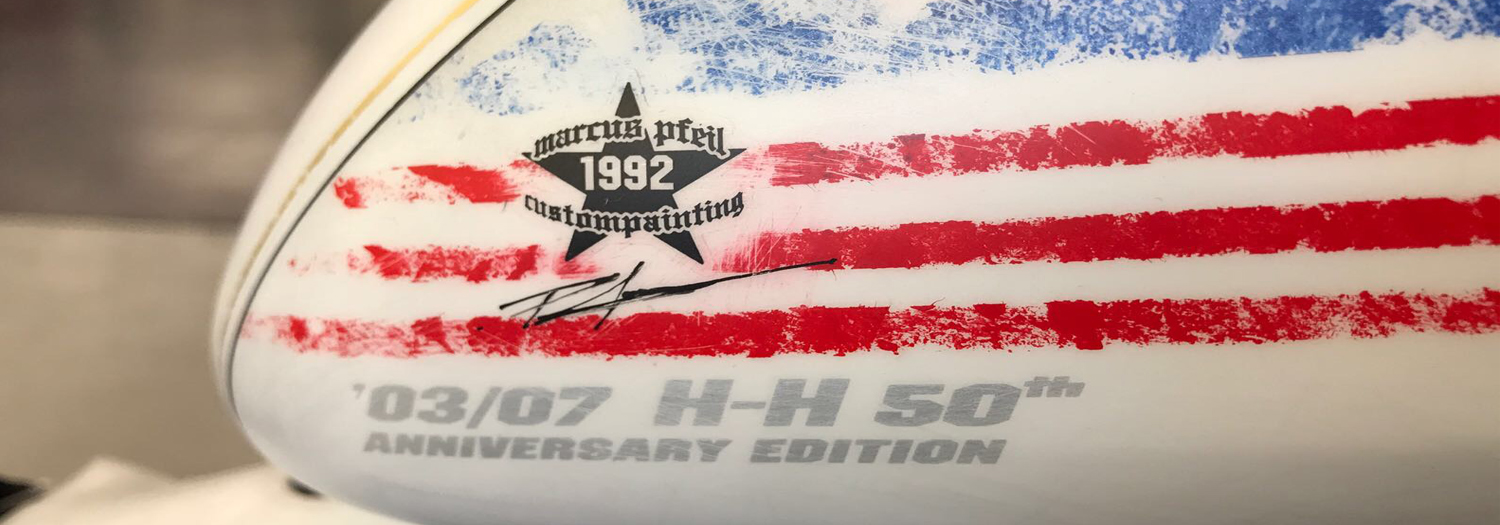 marcus pfeil
1992
custompainting
'03/07 H-H 50th
ANNIVERSARY EDITION